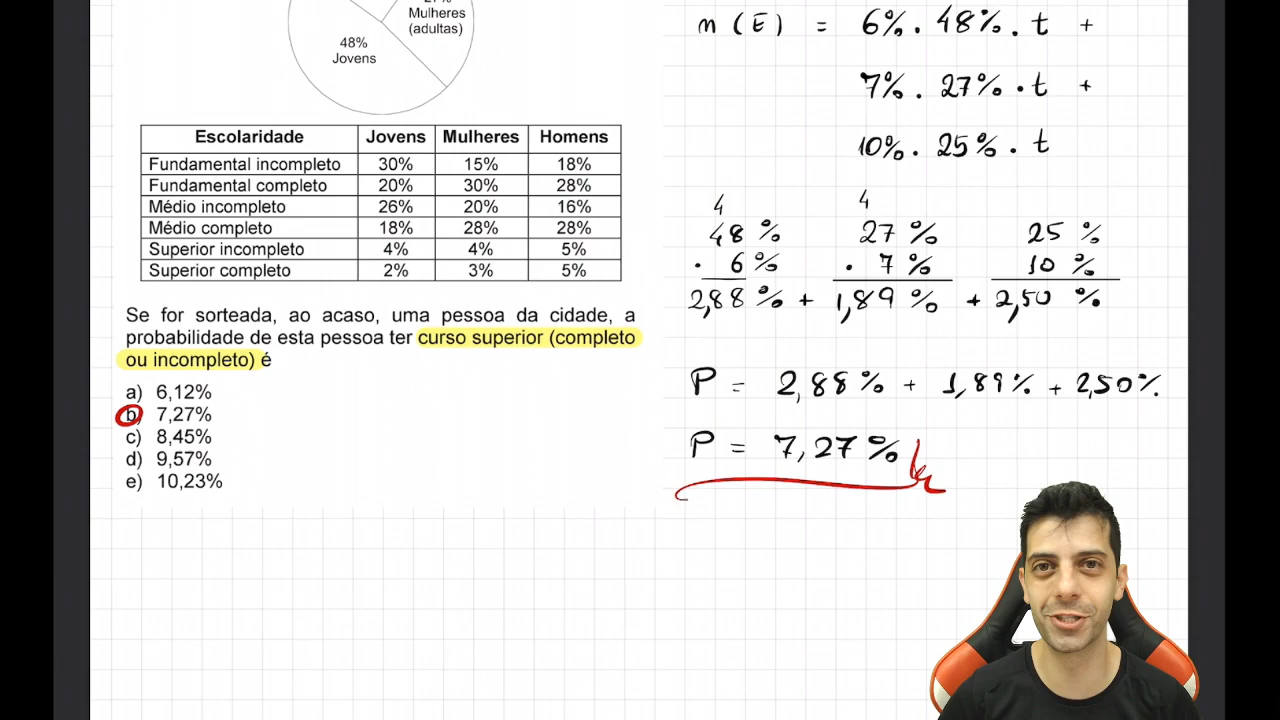 Mulheres
(adultas)
48%
Jovens
Escolaridade Jovens Mulheres Homens
Fundamental incompleto 30% 15% 18%
Fundamental completo 20% 30% 28%
Médio incompleto 26% 20% 16%
Médio completo 18% 28% 28%
Superior incompleto 4% 4% 5%
Superior completo 2% 3% 5%
Se for sorteada, ao acaso, uma pessoa da cidade, a
probabilidade de esta pessoa ter curso superior (completo
ou incompleto) é
a) 6,12%
b) 7,27%
c) 8,45%
d) 9,57%
e) 10,23%
n (E) = 6% . 48% . t +
7% . 27% . t +
10% . 25% . t
4 4
48 % 27 % 25 %
. 6 % . 7 % 10 %
2,88 % + 1,89 % + 2,50 %
P = 2,88% + 1,89% + 2,50%
P = 7,27 %